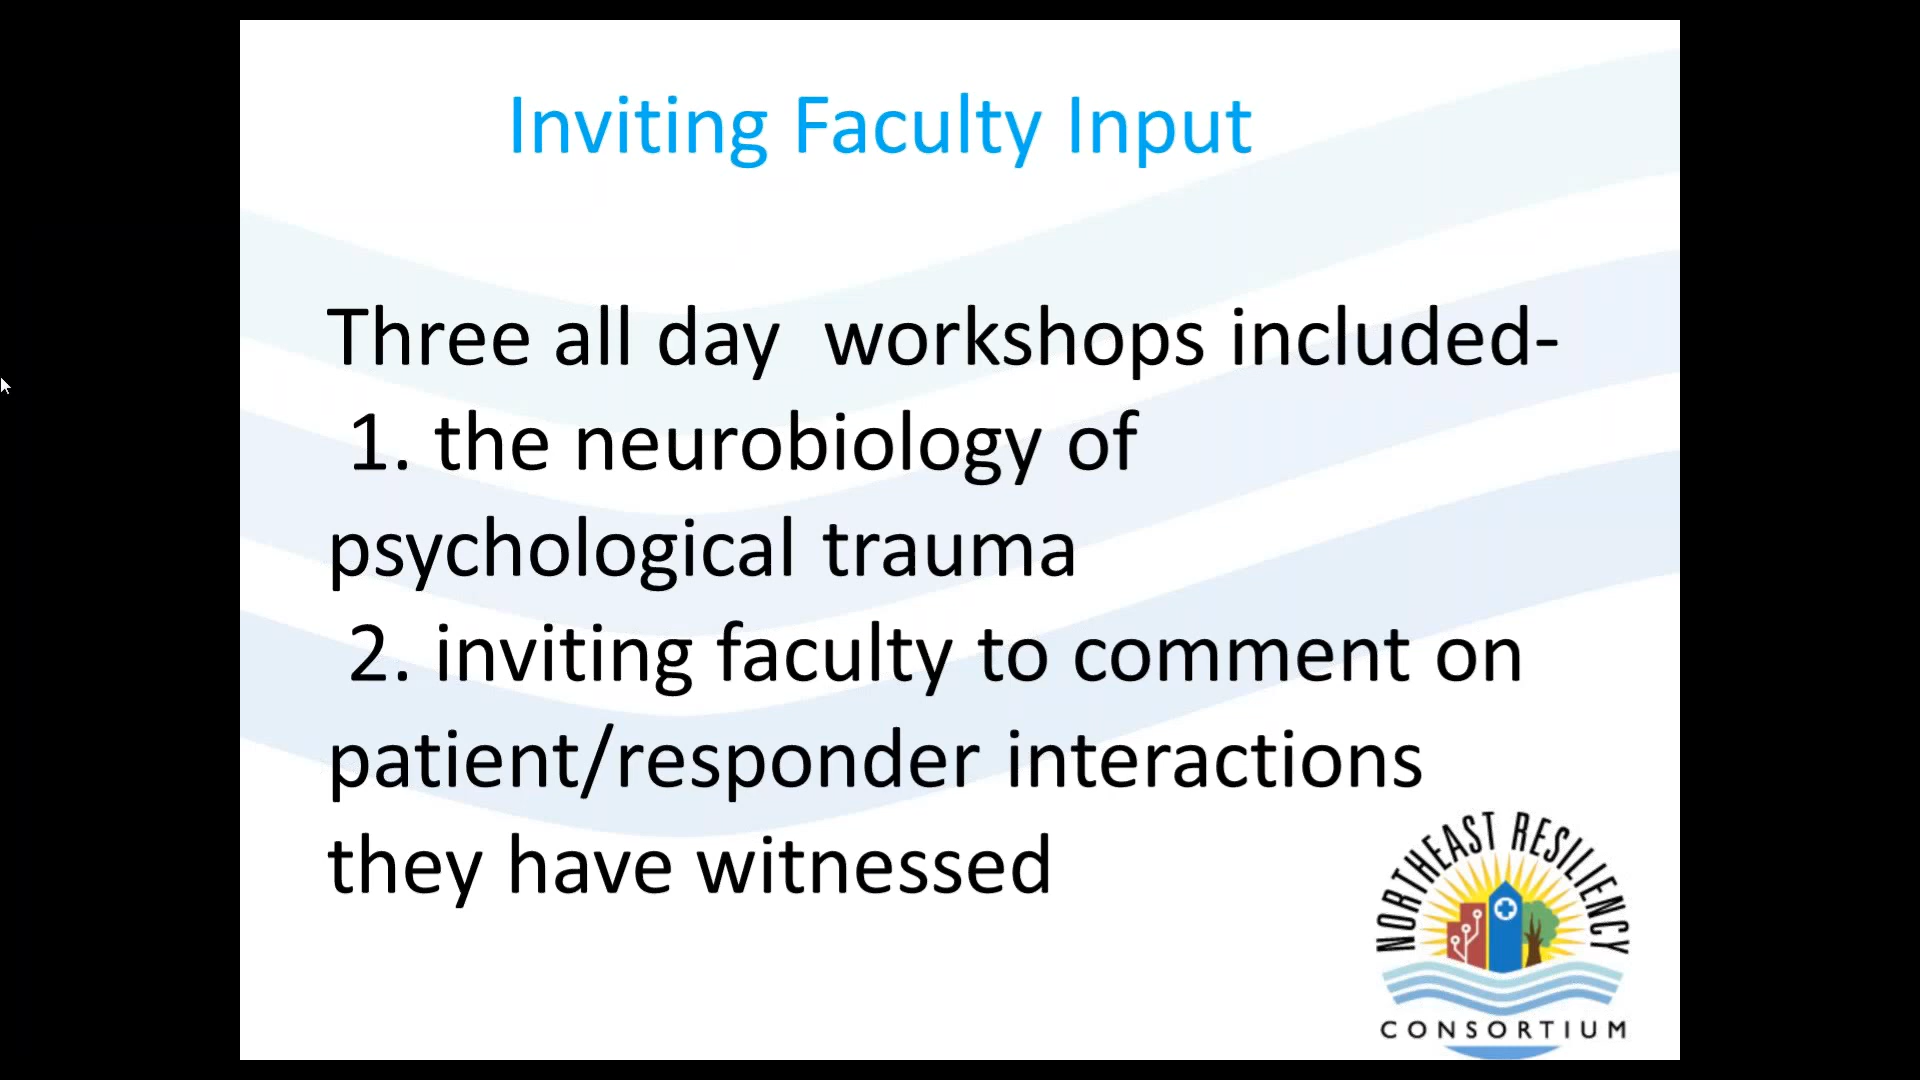 Inviting Faculty Input
Three all day  workshops included-
1. the neurobiology of
psychological trauma
2. inviting faculty to comment on
patient/responder interactions
they have witnessed
NORTHEAST RESILIENCY
CONSORTIUM